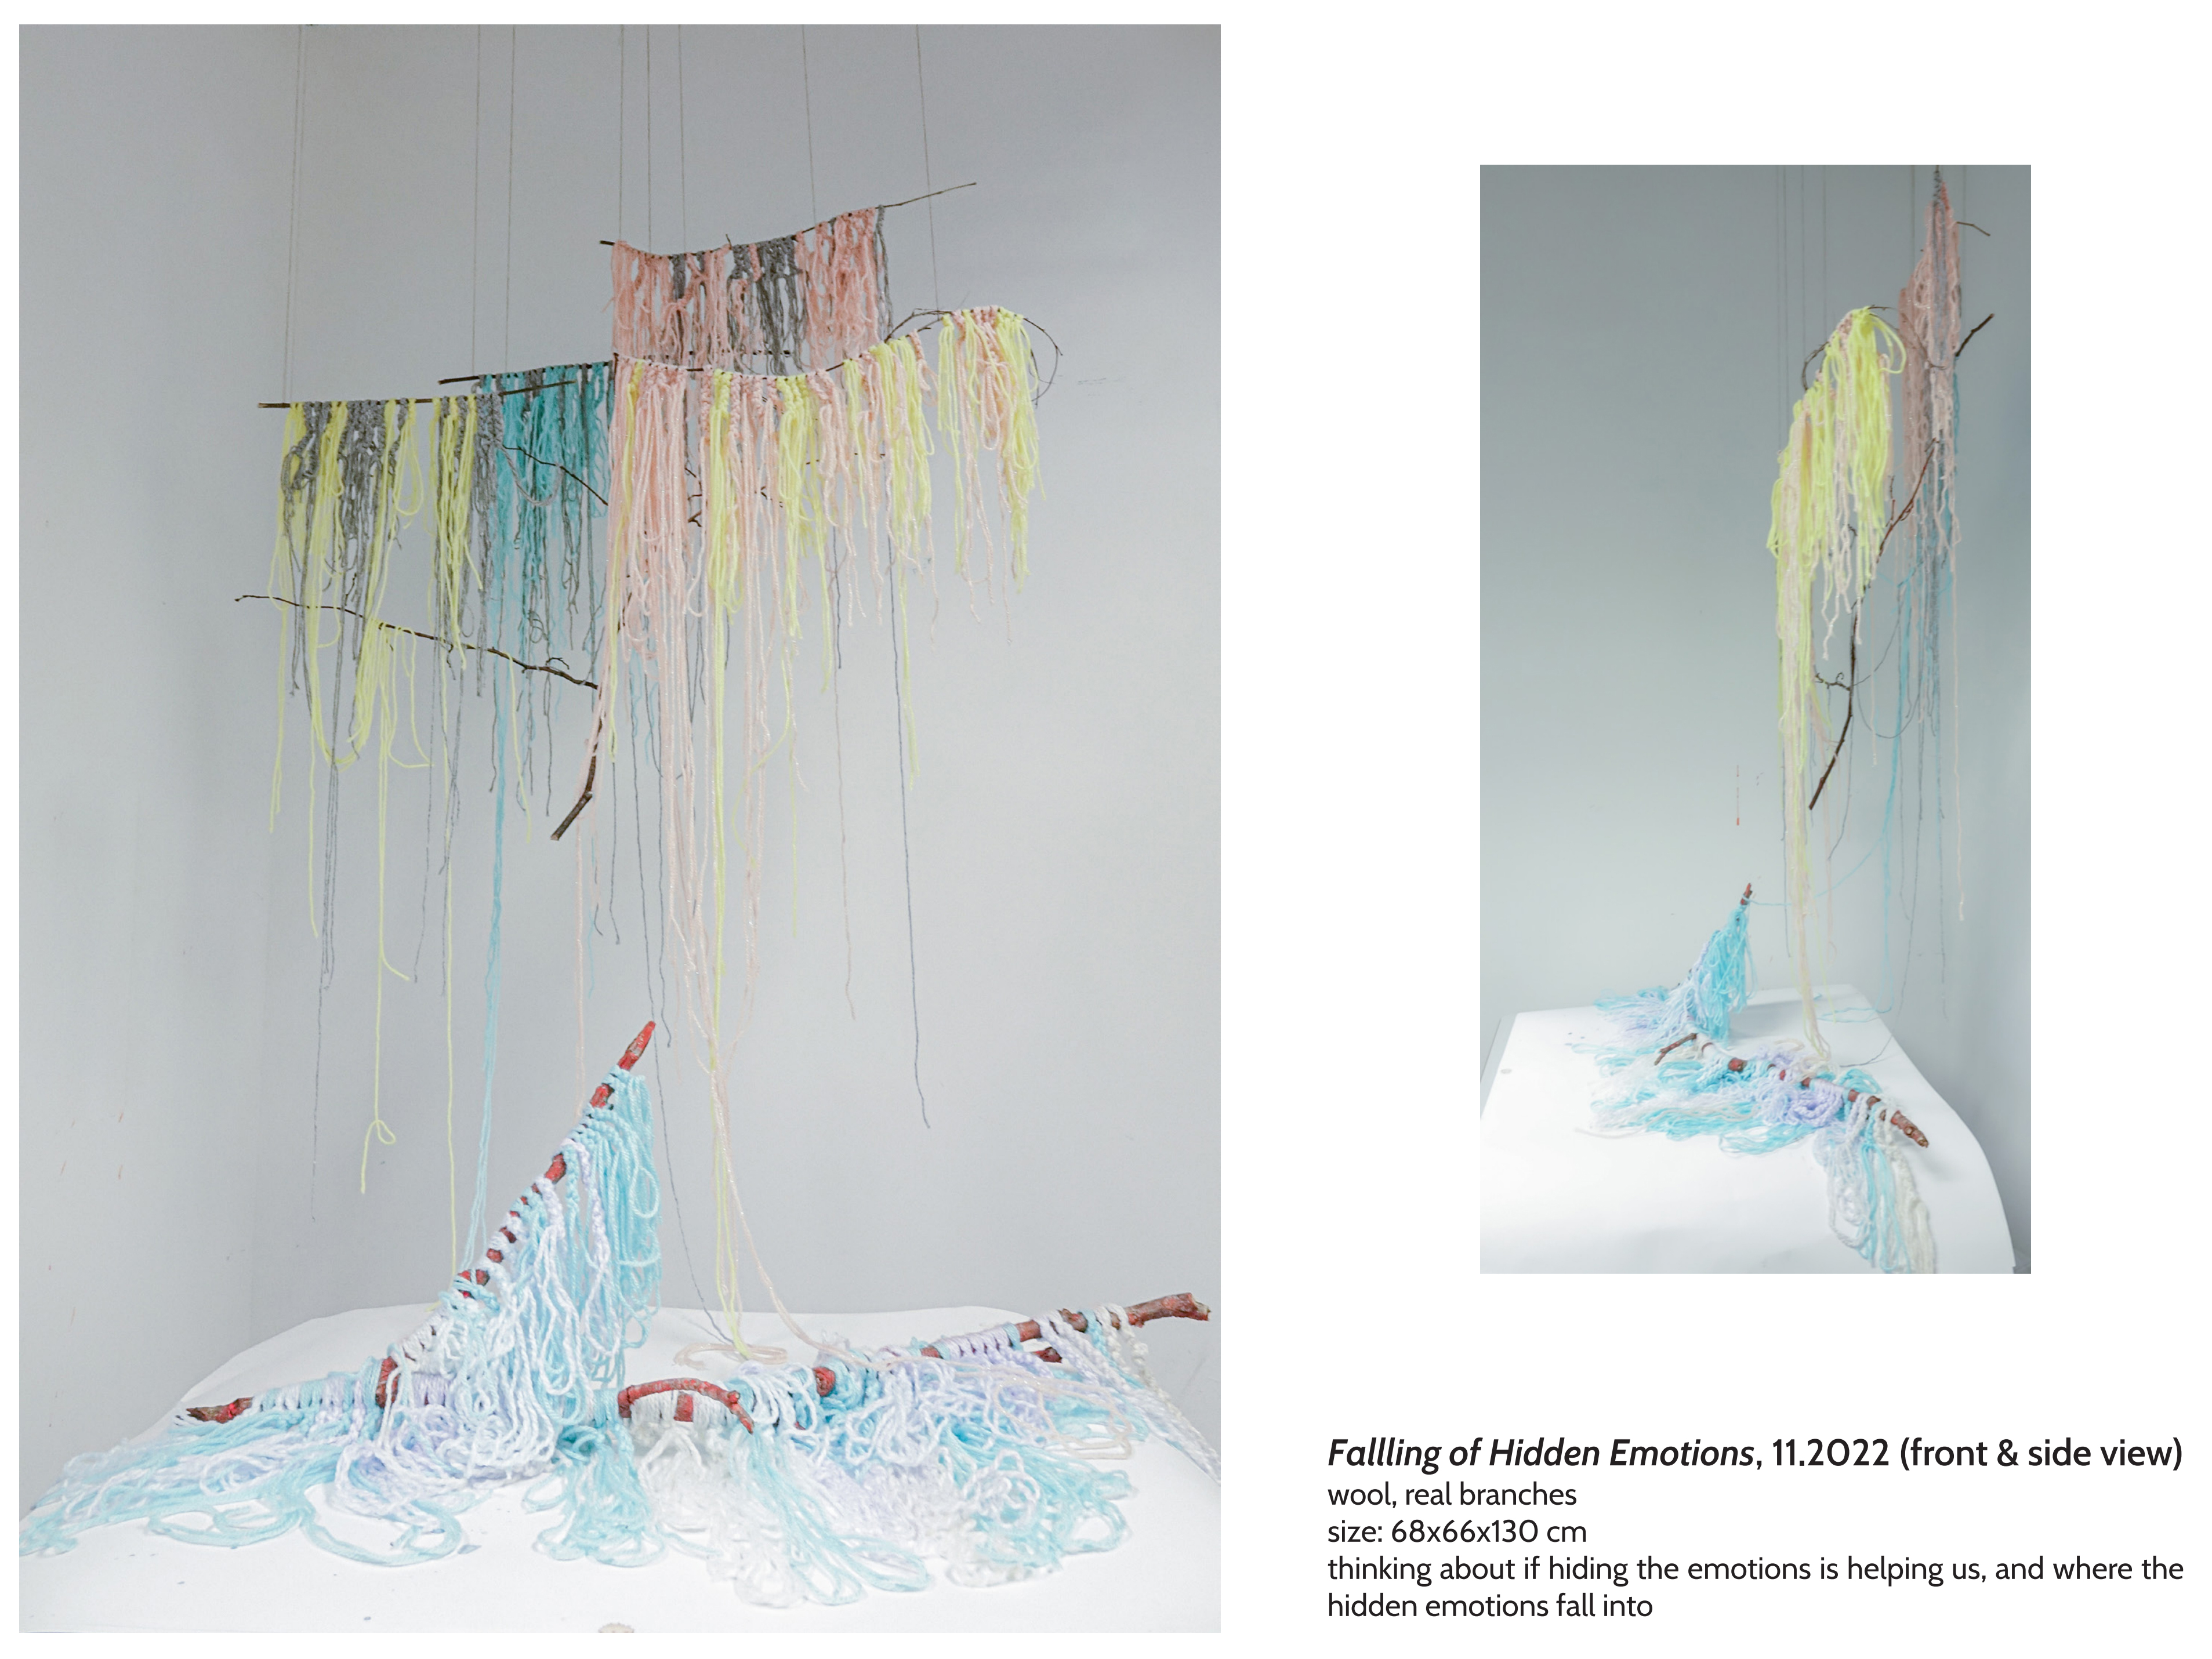 Fallling of Hidden Emotions, 11.2022 (front & side view)
wool, real branches
size: 68x66x130 cm
thinking about if hiding the emotions is helping us, and where the
hidden emotions fall into